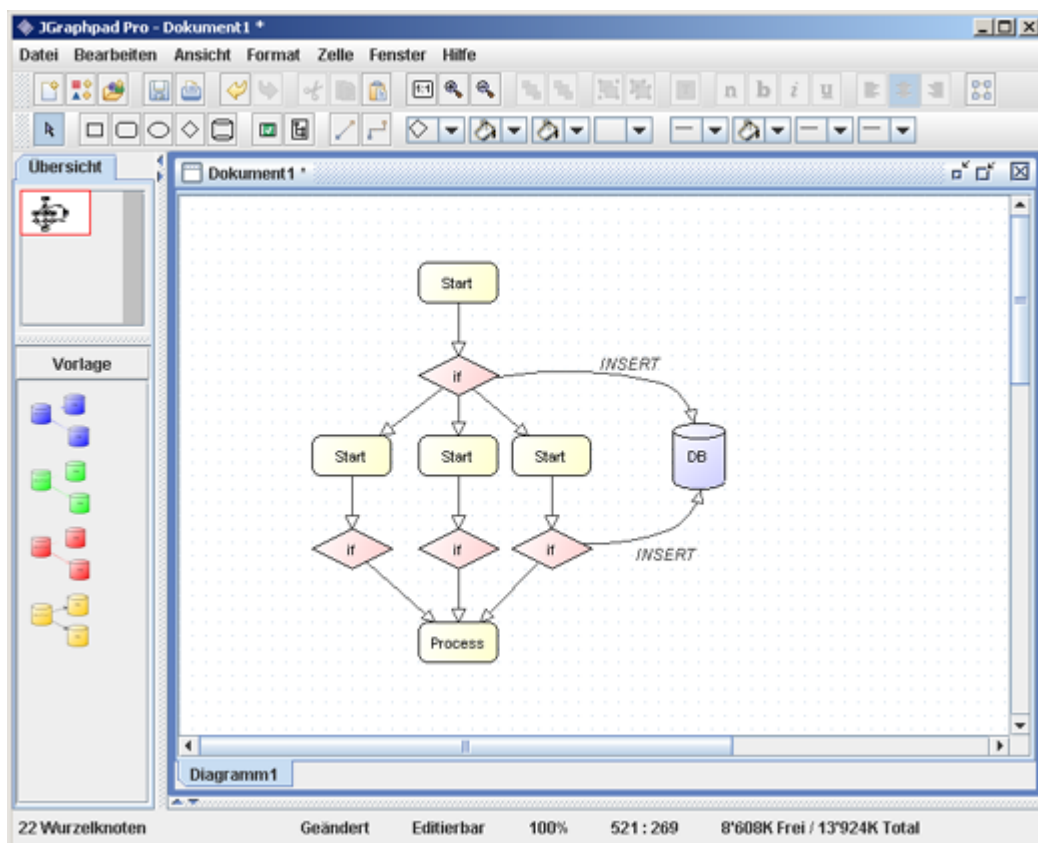 JGraphpad Pro - Dokument1 *
Datei Bearbeiten Ansicht Format Zelle Fenster Hilfe
1:1 n b i u
Übersicht
Dokument1 *
Start
if
INSERT
Vorlage
Start Start Start DB
if if if
INSERT
Process
Diagramm1
22 Wurzelknoten Geändert Editierbar 100% 521 : 269 8'608K Frei / 13'924K Total